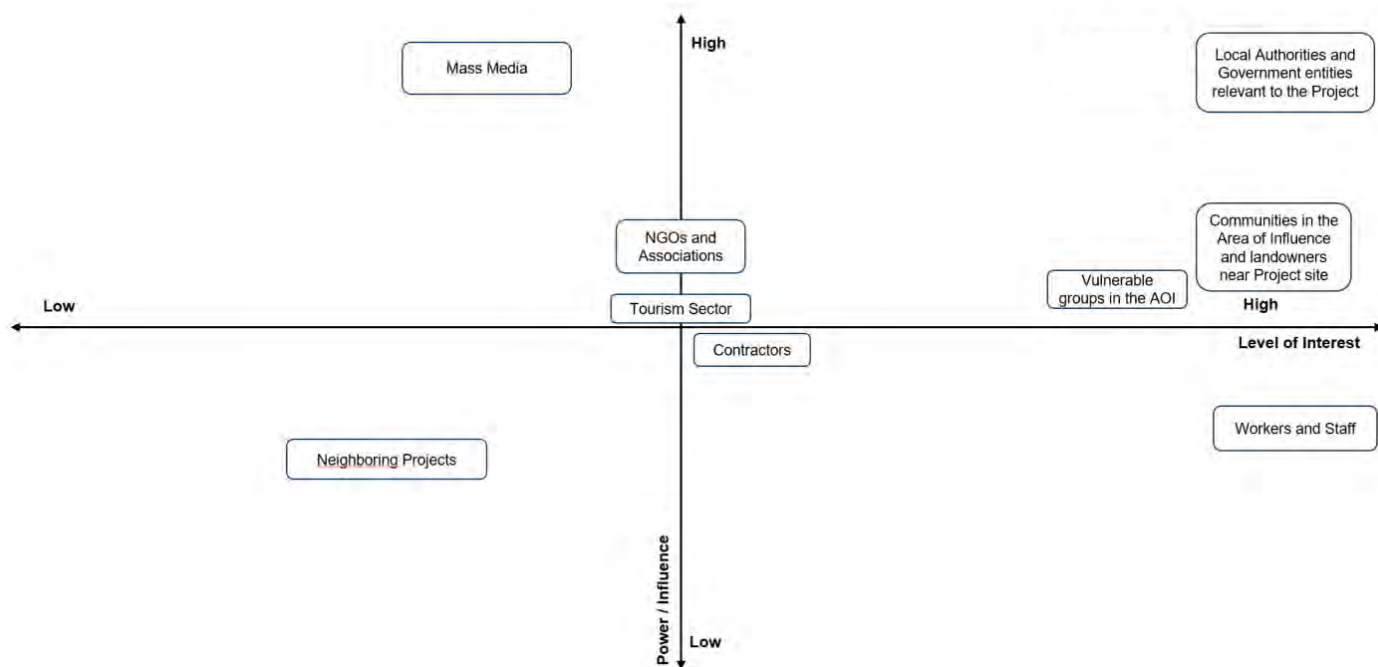 High
Mass Media
Local Authorities and
Government entities
relevant to the Project
NGOs and
Associations
Communities in the
Area of Influence
and landowners
near Project site
Vulnerable
groups in the AOI
Low
Tourism Sector
High
Contractors
Level of Interest
Workers and Staff
Neighboring Projects
Power / Influence
Low